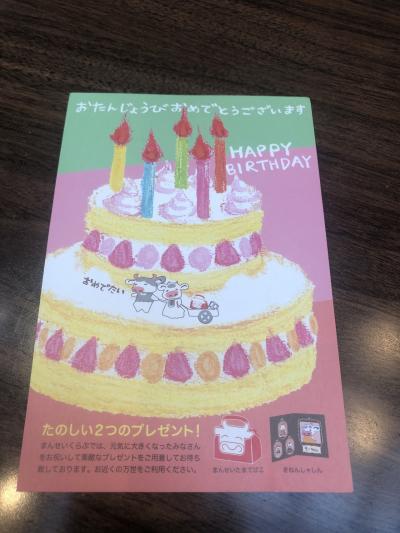 おたんじょうびおめでとうございます
HAPPY
BIRTHDAY
おめでたい
たのしい2つのプレゼント!
まんせいくらぶでは、元気に大きくなったみなさん
をお祝いして素敵なプレゼントをご用意してお待ち
致しております。お近くの万世をご利用ください。
まんせいたまてばこ
きねんしゃしん